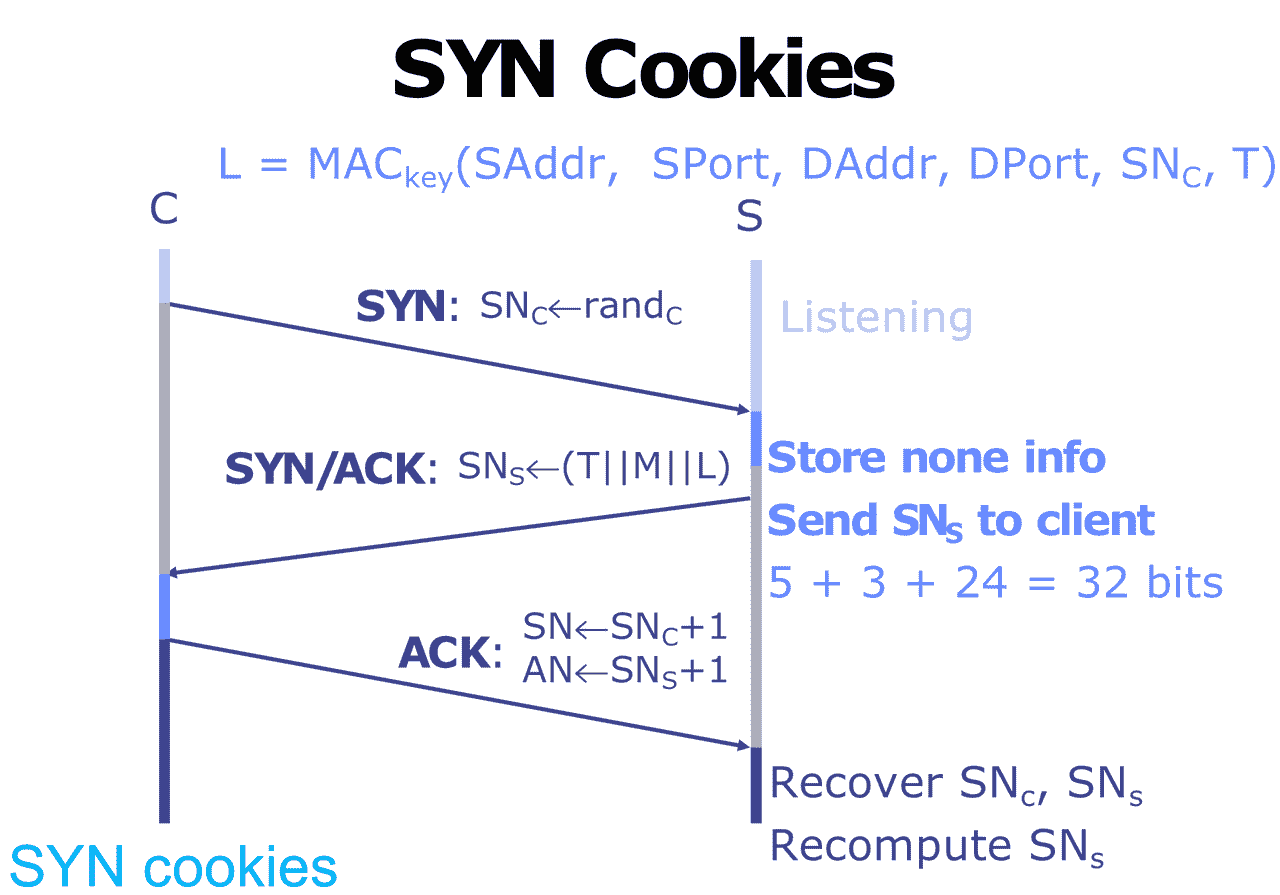 SYN Cookies
L = MACkey(SAddr, SPort, DAddr, DPort, SNC, T)
C
S
SYN: SNC←randC
Listening
SYN/ACK: SNS←(T||M||L)
Store none info
Send SNs to client
5 + 3 + 24 = 32 bits
ACK:
SN←SNC+1
AN←SNS+1
Recover SNc, SNs
Recompute SNs
SYN cookies